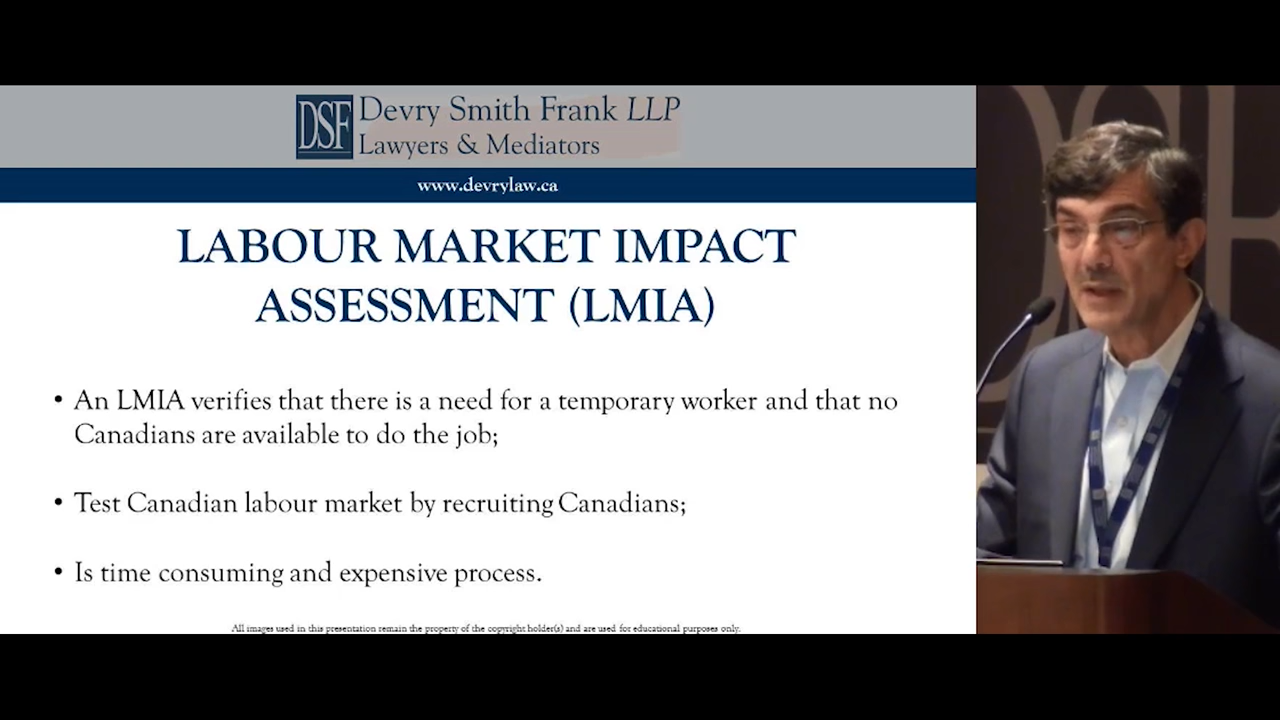 DSF Devry Smith Frank LLP
Lawyers & Mediators
www.devrylaw.ca
LABOUR MARKET IMPACT
ASSESSMENT (LMIA)
• An LMIA verifies that there is a need for a temporary worker and that no
Canadians are available to do the job;
• Test Canadian labour market by recruiting Canadians;
• Is time consuming and expensive process.
All images used in this presentation remain the property of the copyright holder(s) and are used for educational purposes only.